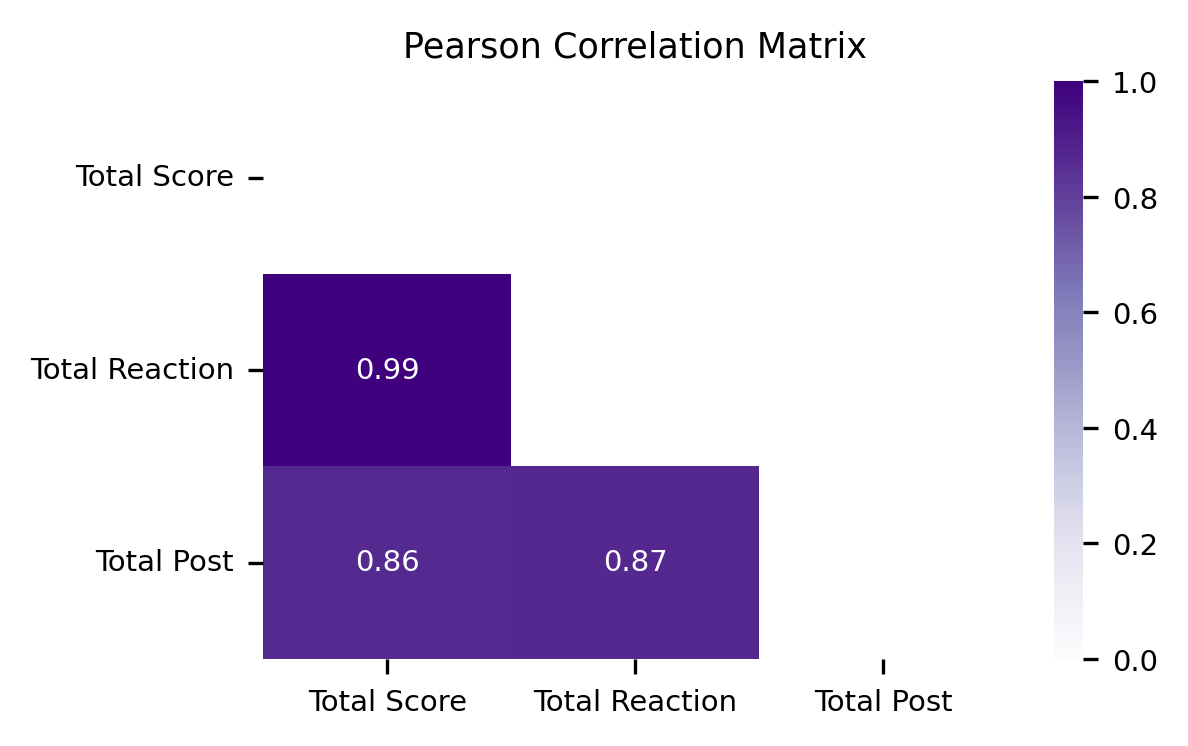 Pearson Correlation Matrix
1.0
Total Score
0.8
0.6
Total Reaction
0.99
0.4
Total Post
0.86 0.87
0.2
0.0
Total Score Total Reaction Total Post